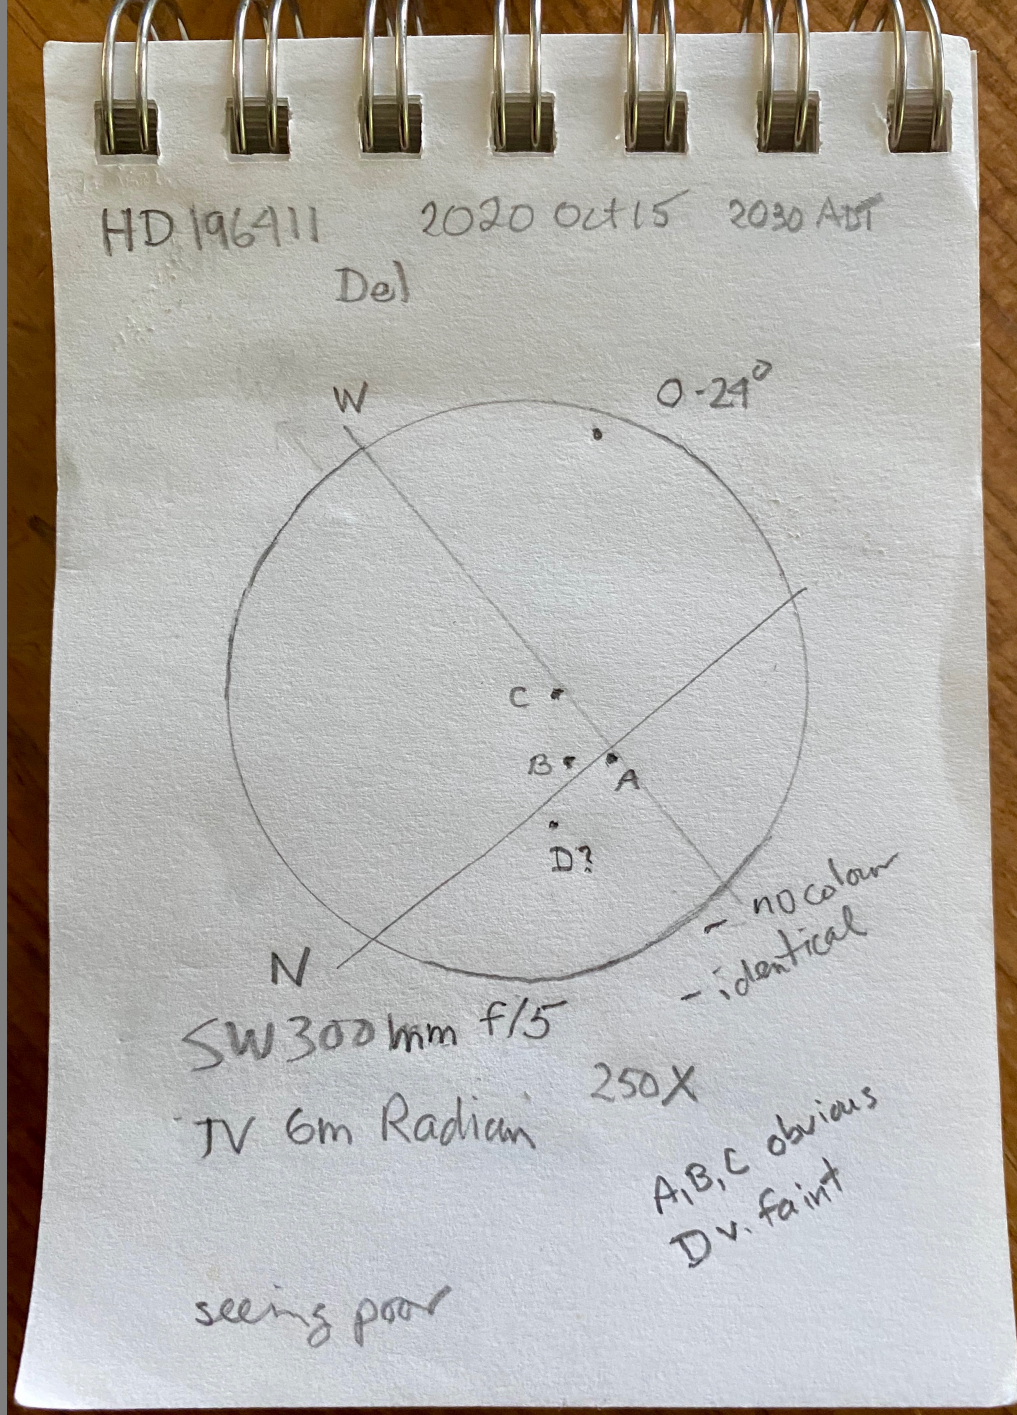 HD 196411 2020 Oct 15 2030 ADT
Del
W 0.24°
C
B
A
D?
- no colour
N
- identical
SW 300mm f/5
250X
TV 6m Radian
A,B,C obvious
D v. faint
seeing poor